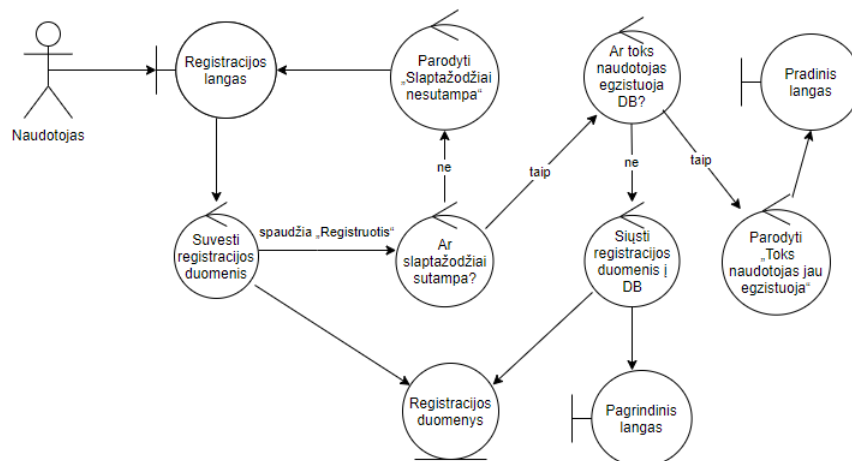 Naudotojas
Registracijos
langas
Parodyti
„Slaptažodžiai
nesutampa“
Ar toks
naudotojas
egzistuoja
DB?
Pradinis
langas
ne
taip
ne
taip
Suvesti
registracijos
duomenis
spaudžia „Registruotis“
Ar
slaptažodžiai
sutampa?
Siųsti
registracijos
duomenis į
DB
Parodyti
„Toks
naudotojas jau
egzistuoja“
Registracijos
duomenys
Pagrindinis
langas